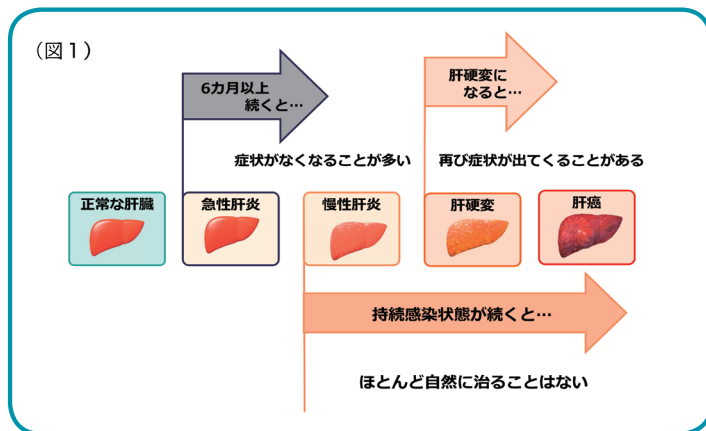 （図１）
6カ月以上
続くと…
肝硬変に
なると…
症状がなくなることが多い
再び症状が出てくることがある
正常な肝臓
急性肝炎
慢性肝炎
肝硬変
肝癌
持続感染状態が続くと…
ほとんど自然に治ることはない